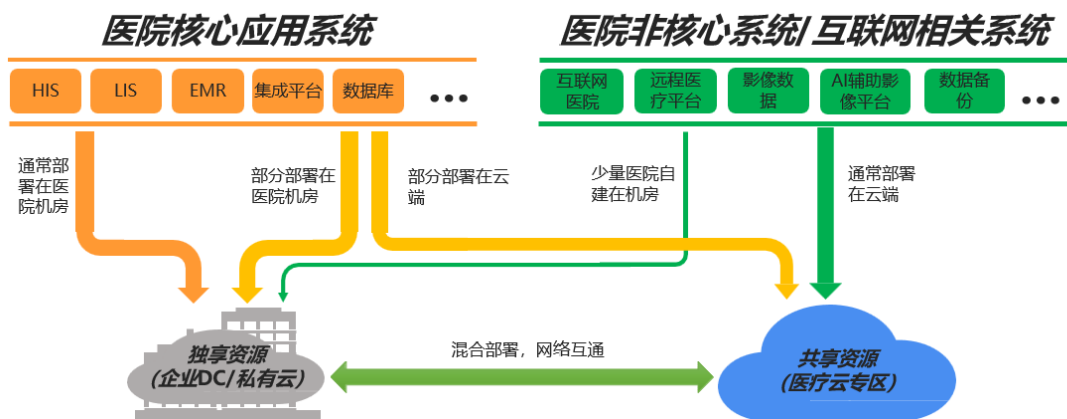 医院核心应用系统
医院非核心系统/互联网相关系统
HIS
LIS
EMR
集成平台
数据库
•••
互联网
医院
远程医
疗平台
影像数
据
AI辅助影
像平台
数据备
份
•••
通常部
署在医
院机房
部分部署在
医院机房
部分部署在云
端
少量医院自
建在机房
通常部署
在云端
独享资源
(企业DC/私有云)
混合部署，网络互通
共享资源
(医疗云专区)